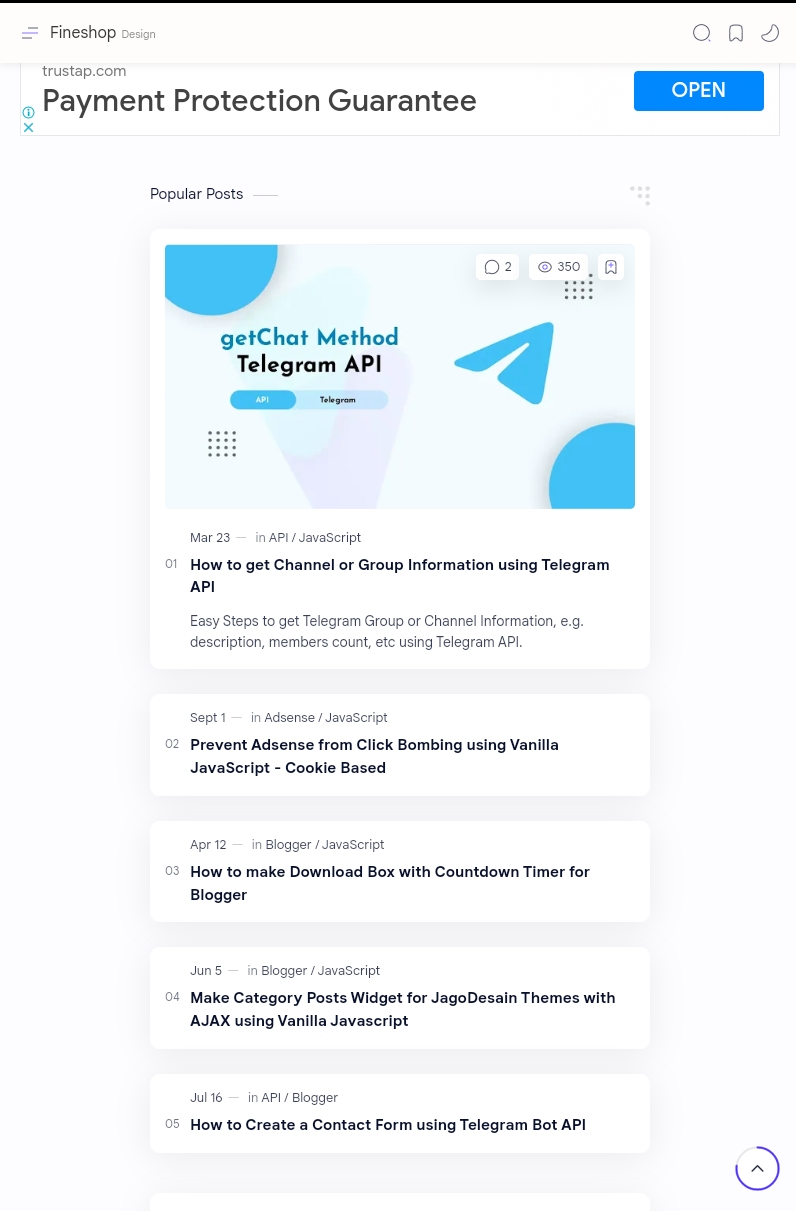 Fineshop Design
trustap.com
Payment Protection Guarantee
OPEN
Popular Posts
2
350
getChat Method
Telegram API
API
Telegram
Mar 23 — in API / JavaScript
01
How to get Channel or Group Information using Telegram
API
Easy Steps to get Telegram Group or Channel Information, e.g.
description, members count, etc using Telegram API.
Sept 1 — in Adsense / JavaScript
02
Prevent Adsense from Click Bombing using Vanilla
JavaScript - Cookie Based
Apr 12 — in Blogger / JavaScript
03
How to make Download Box with Countdown Timer for
Blogger
Jun 5 — in Blogger / JavaScript
04
Make Category Posts Widget for JagoDesain Themes with
AJAX using Vanilla Javascript
Jul 16 — in API / Blogger
05
How to Create a Contact Form using Telegram Bot API